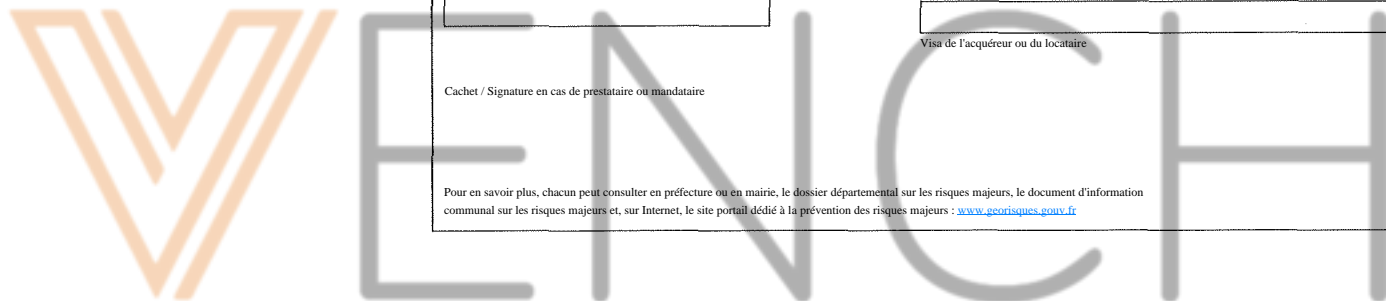 VENCH
Visa de l'acquéreur ou du locataire
Cachet / Signature en cas de prestataire ou mandataire
Pour en savoir plus, chacun peut consulter en préfecture ou en mairie, le dossier départemental sur les risques majeurs, le document d'information
communal sur les risques majeurs et, sur Internet, le site portail dédié à la prévention des risques majeurs : www.georisques.gouv.fr